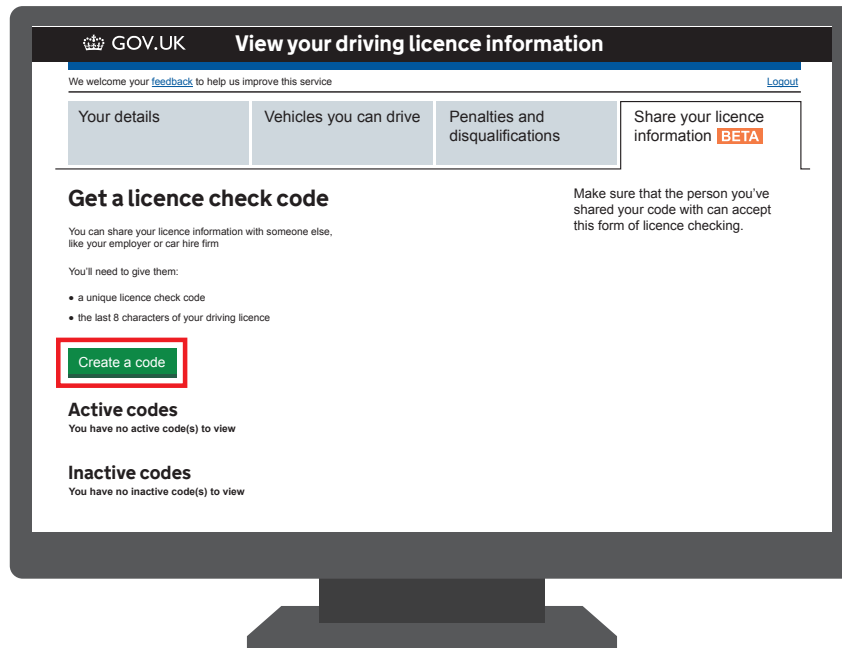 GOV.UK View your driving licence information
We welcome your feedback to help us improve this service
Logout
Your details
Vehicles you can drive
Penalties and
disqualifications
Share your licence
information BETA
Get a licence check code
You can share your licence information with someone else,
like your employer or car hire firm
You'll need to give them:
• a unique licence check code
• the last 8 characters of your driving licence
Create a code
Active codes
You have no active code(s) to view
Inactive codes
You have no inactive code(s) to view
Make sure that the person you've
shared your code with can accept
this form of licence checking.